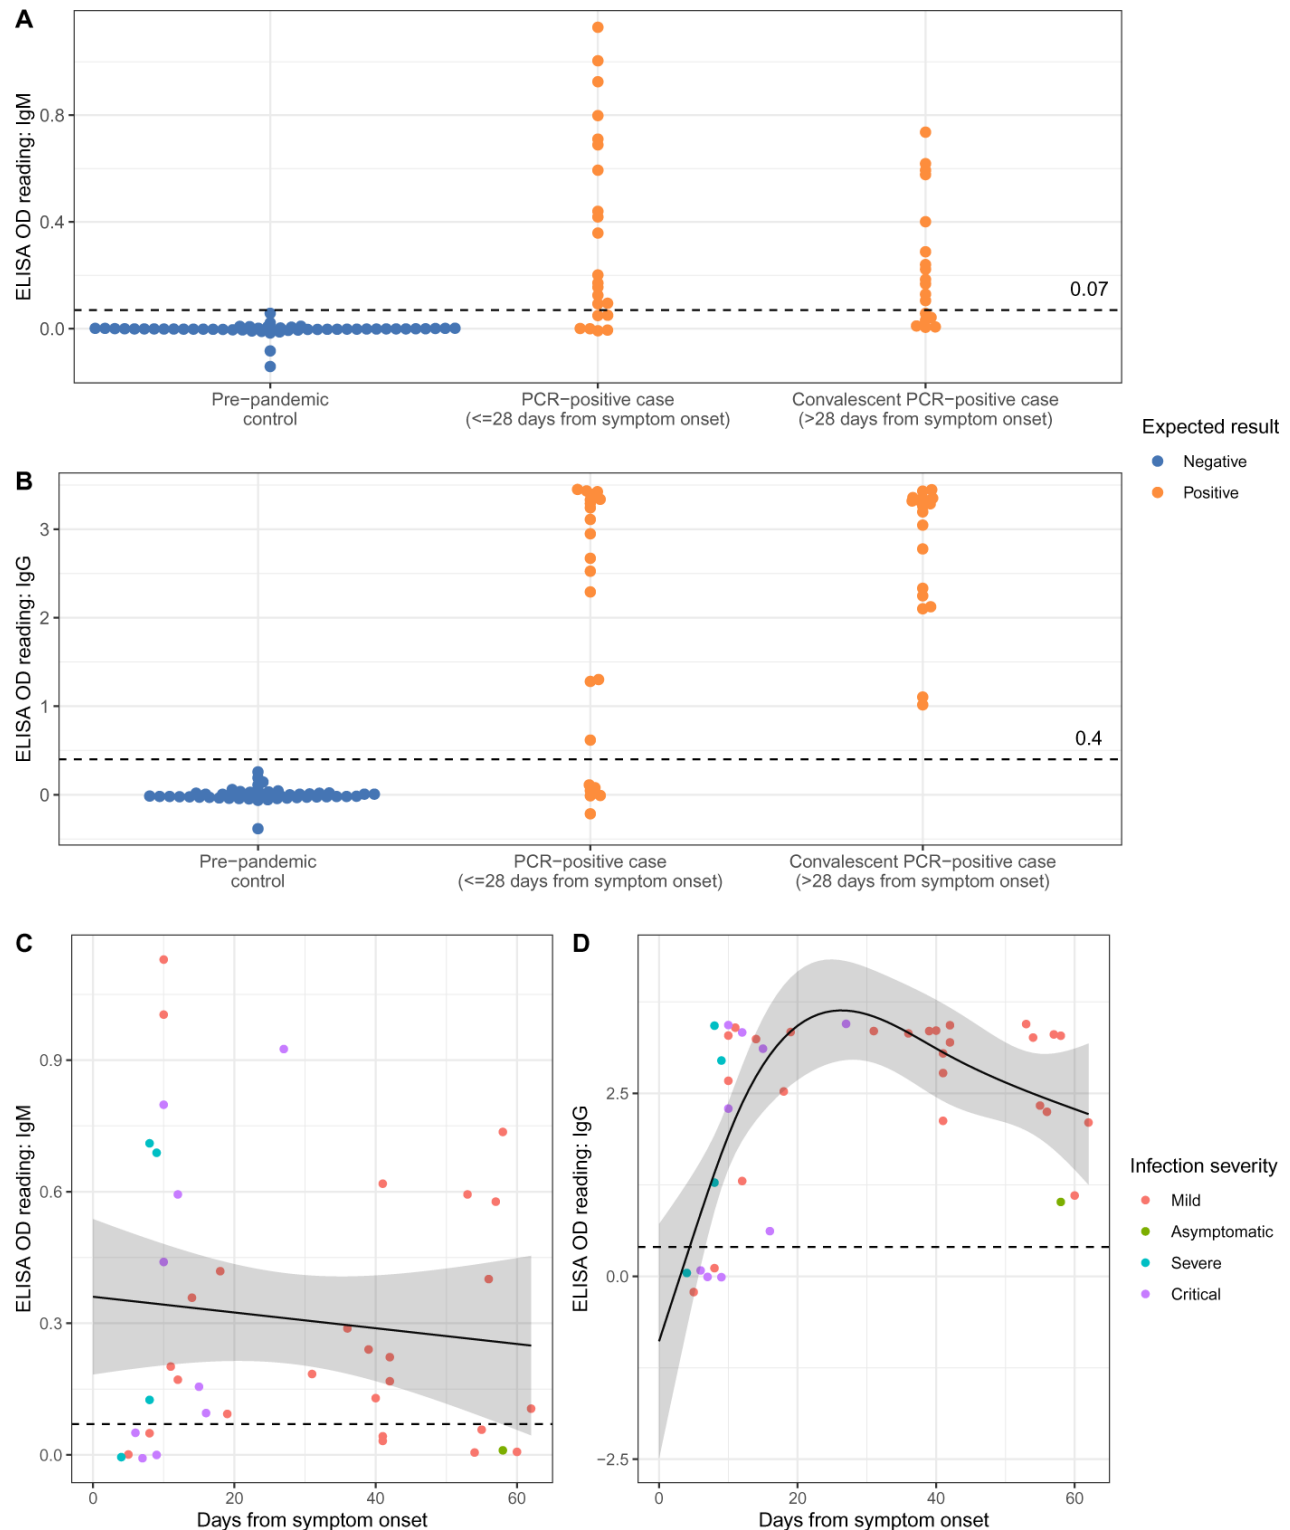 A
ELISA OD reading: IgM
0.8
0.4
0.0
0.07
Pre−pandemic
control
PCR−positive case
(<=28 days from symptom onset)
Convalescent PCR−positive case
(>28 days from symptom onset)
Expected result
Negative
Positive
B
ELISA OD reading: IgG
3
2
1
0
0.4
Pre−pandemic
control
PCR−positive case
(<=28 days from symptom onset)
Convalescent PCR−positive case
(>28 days from symptom onset)
C
ELISA OD reading: IgM
0.9
0.6
0.3
0.0
0
20
40
60
Days from symptom onset
D
ELISA OD reading: IgG
2.5
0.0
−2.5
0
20
40
60
Days from symptom onset
Infection severity
Mild
Asymptomatic
Severe
Critical